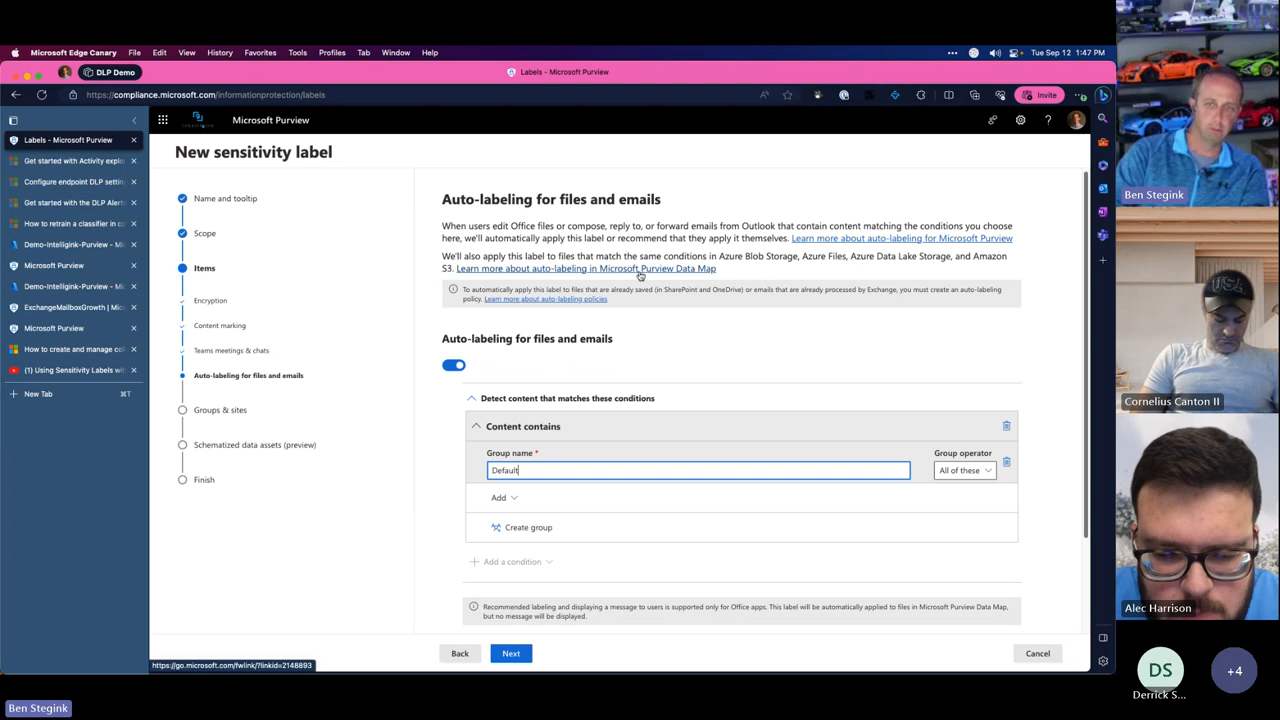 Microsoft Edge Canary File Edit View History Favorites Tools Profiles Tab Window Help
Tue Sep 12 1:47 PM
DLP Demo
Labels - Microsoft Purview
https://compliance.microsoft.com/informationprotection/labels
Invite
Microsoft Purview
Labels - Microsoft Purview
Get started with Activity explo
Configure endpoint DLP settin
Get started with the DLP Alert
How to retrain a classifier in cc
Demo-Intelligink-Purview - Mi
Demo-Intelligink-Purview - Mi
Microsoft Purview
ExchangeMailboxGrowth | Mic
Microsoft Purview
How to create and manage col
(1) Using Sensitivity Labels with
New Tab ⌘T
New sensitivity label
Name and tooltip
Scope
Items
Encryption
Content marking
Teams meetings & chats
Auto-labeling for files and emails
Groups & sites
Schematized data assets (preview)
Finish
Auto-labeling for files and emails
When users edit Office files or compose, reply to, or forward emails from Outlook that contain content matching the conditions you choose
here, we'll automatically apply this label or recommend that they apply it themselves. Learn more about auto-labeling for Microsoft Purview
We'll also apply this label to files that match the same conditions in Azure Blob Storage, Azure Files, Azure Data Lake Storage, and Amazon
S3. Learn more about auto-labeling in Microsoft Purview Data Map
To automatically apply this label to files that are already saved (in SharePoint and OneDrive) or emails that are already processed by Exchange, you must create an auto-labeling
policy. Learn more about auto-labeling policies
Auto-labeling for files and emails
Detect content that matches these conditions
Content contains
Group name *
Group operator
Default
All of these
Add
Create group
Add a condition
Recommended labeling and displaying a message to users is supported only for Office apps. This label will be automatically applied to files in Microsoft Purview Data Map,
but no message will be displayed.
Back
Next
Cancel
https://go.microsoft.com/fwlink/?linkid=2148893
Ben Stegink
Cornelius Canton II
Alec Harrison
DS
Derrick S...
+4
Ben Stegink